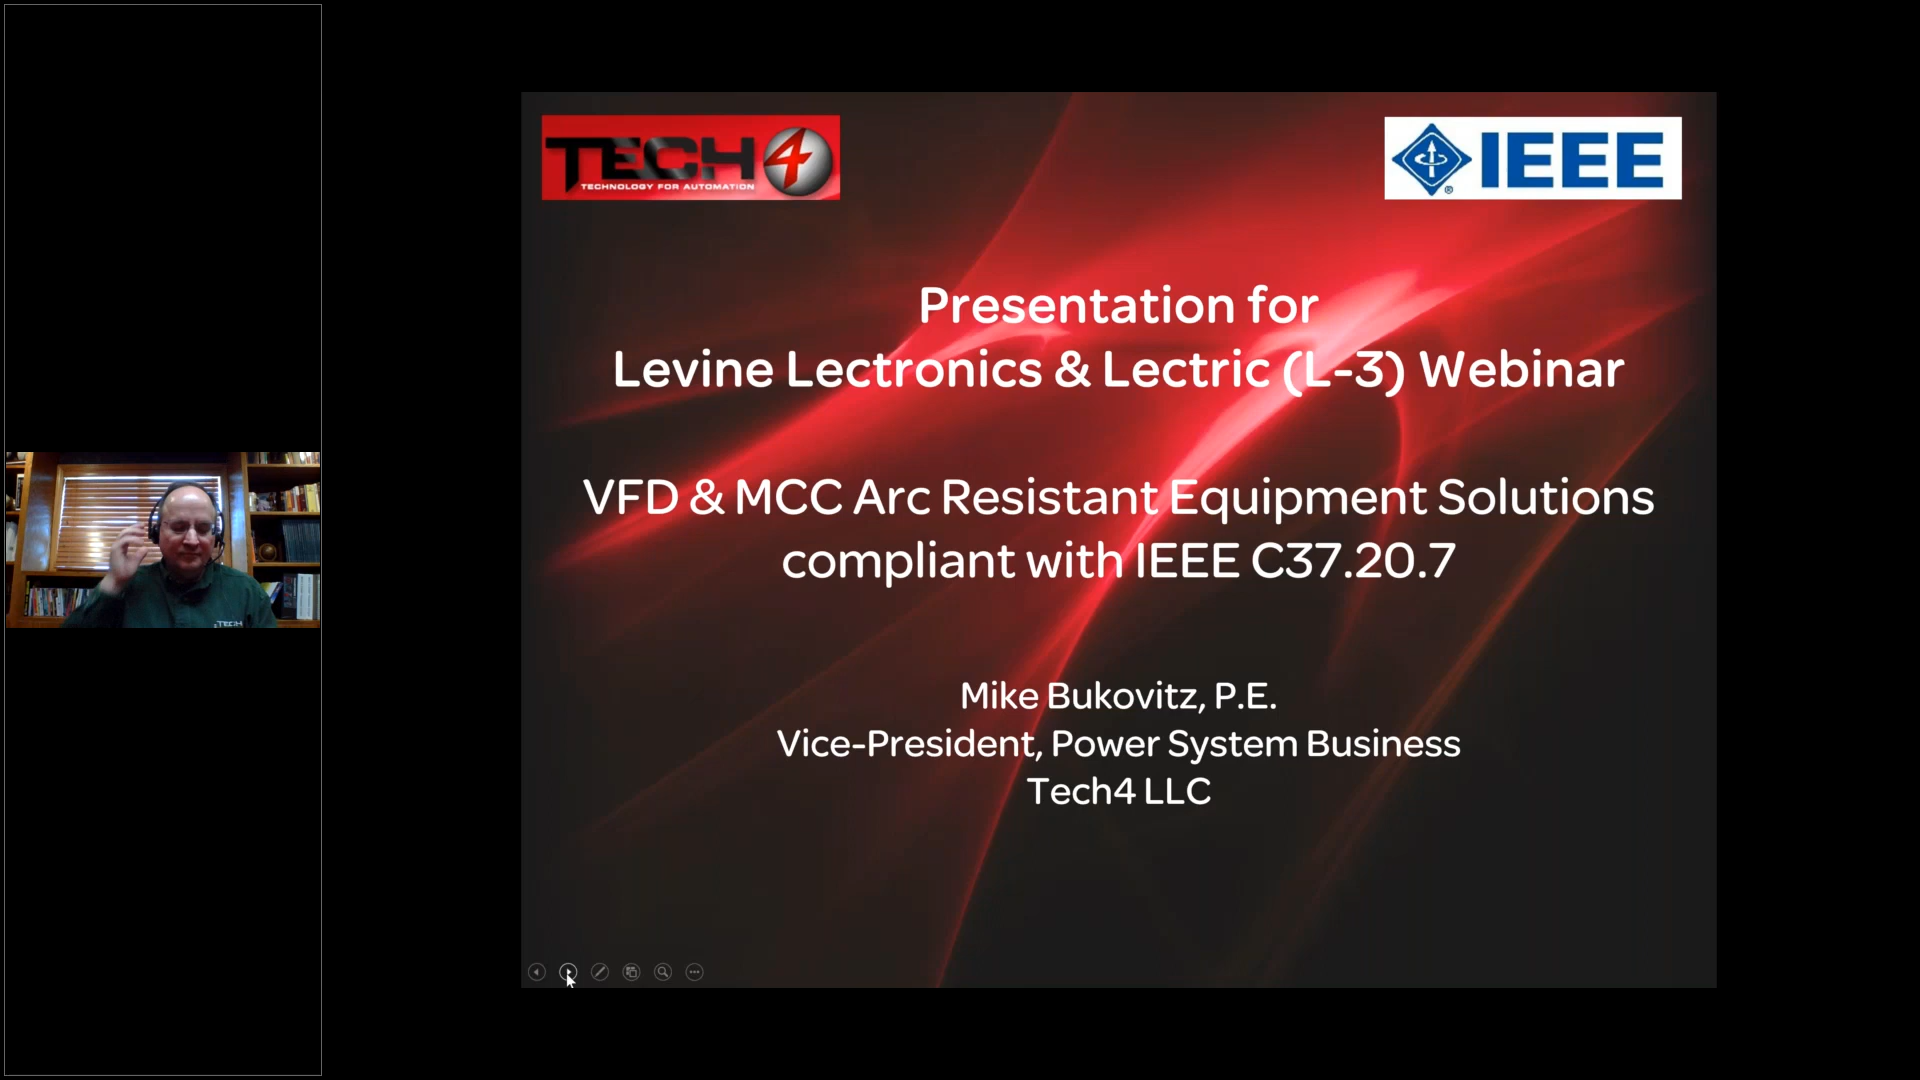 TECH4
TECHNOLOGY FOR AUTOMATION
IEEE
®
Presentation for
Levine Lectronics & Lectric (L-3) Webinar
VFD & MCC Arc Resistant Equipment Solutions
compliant with IEEE C37.20.7
Mike Bukovitz, P.E.
Vice-President, Power System Business
Tech4 LLC
TECH